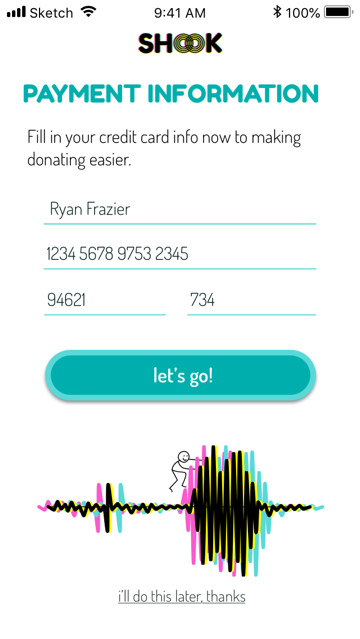 Sketch 9:41 AM 100%
SHOOK
PAYMENT INFORMATION
Fill in your credit card info now to making
donating easier.
Ryan Frazier
1234 5678 9753 2345
94621 734
let's go!
i'll do this later, thanks